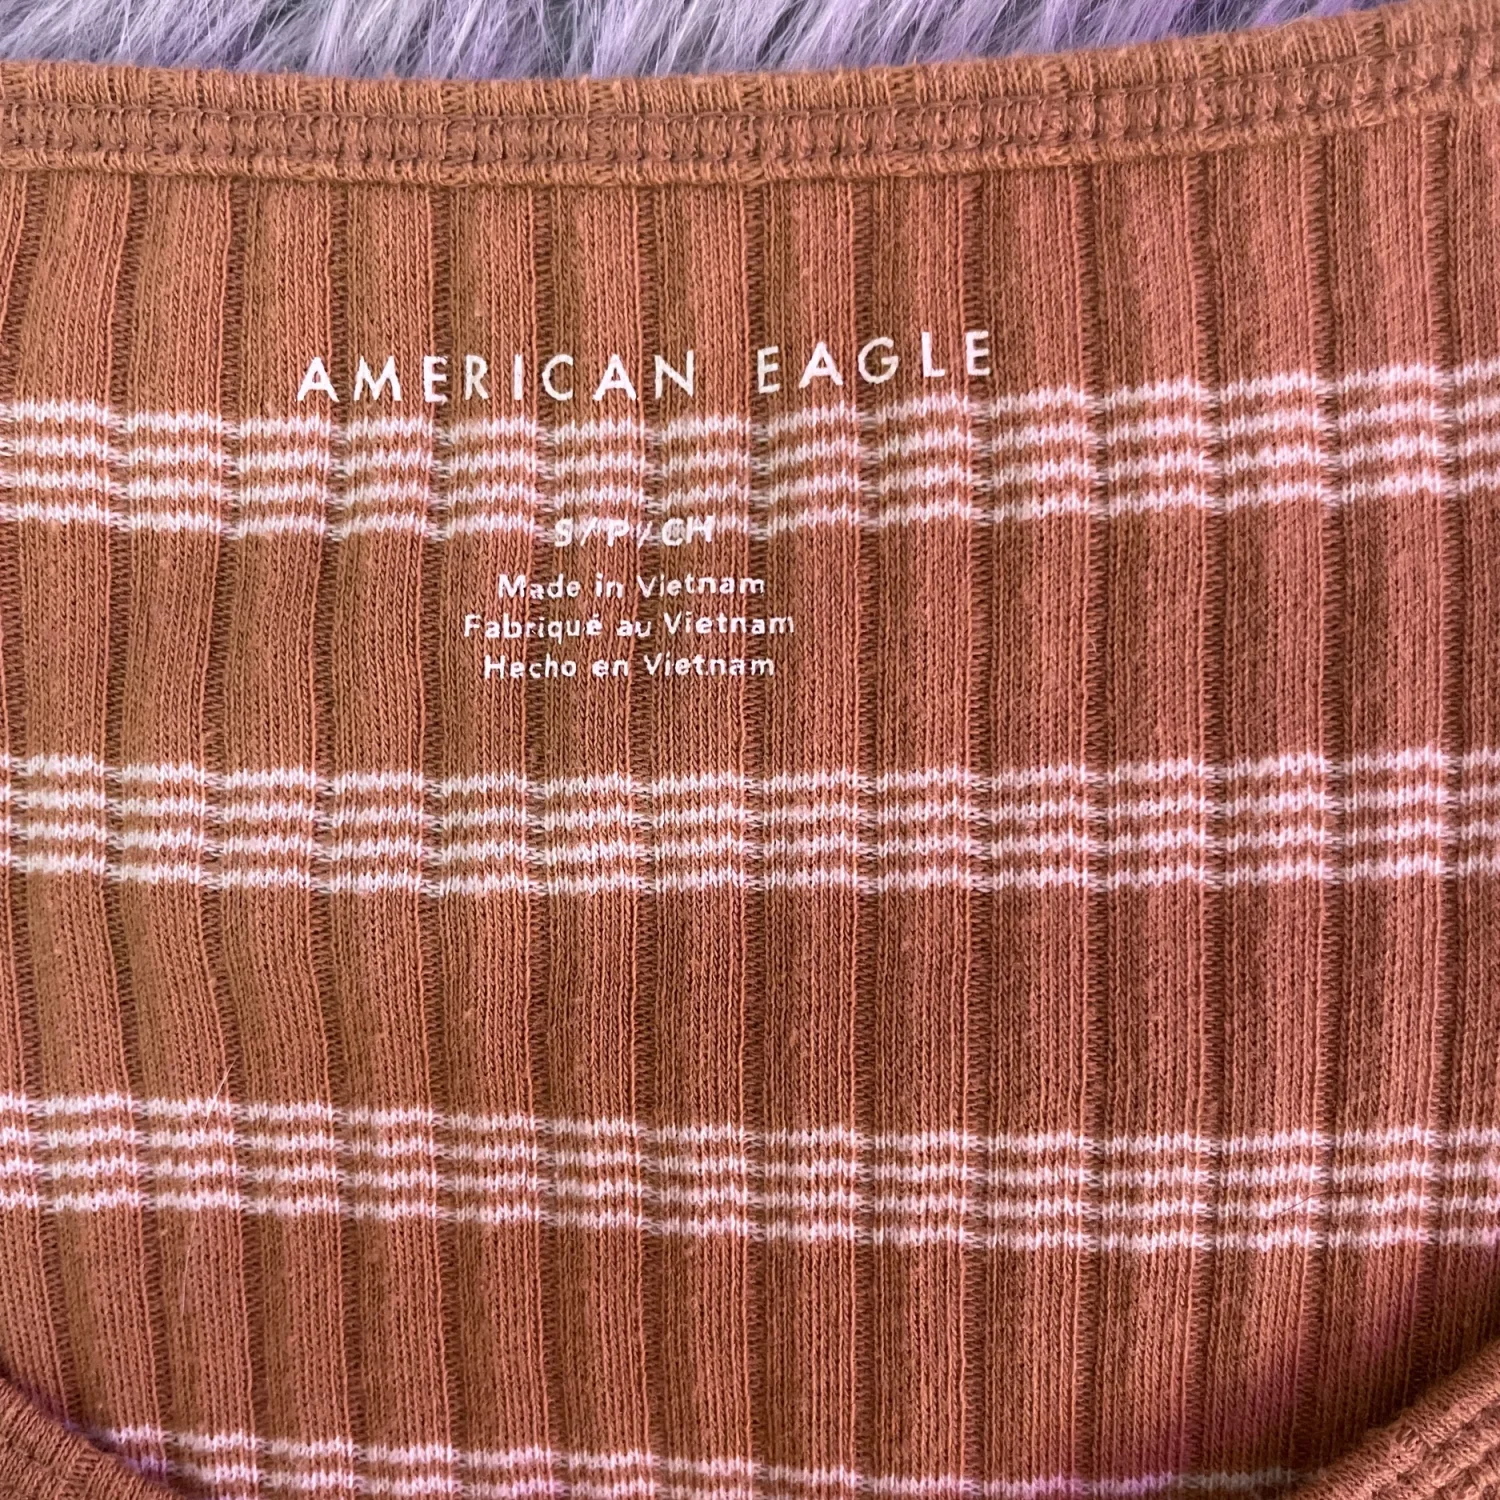 AMERICAN EAGLE
S/P/CH
Made in Vietnam
Fabriqué au Vietnam
Hecho en Vietnam